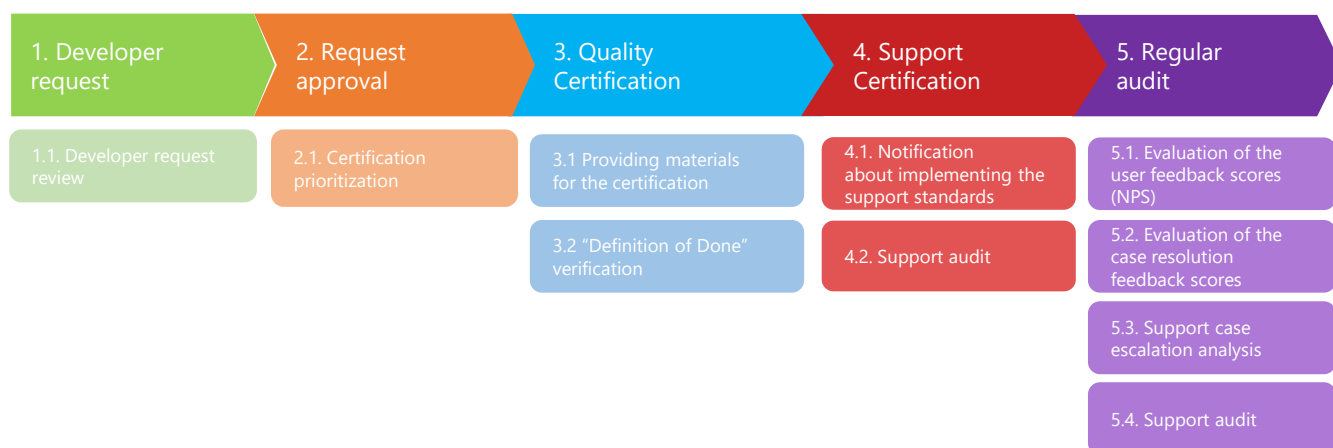 1. Developer
request
2. Request
approval
3. Quality
Certification
4. Support
Certification
5. Regular
audit
1.1. Developer request
review
2.1. Certification
prioritization
3.1 Providing materials
for the certification
3.2 “Definition of Done”
verification
4.1. Notification
about implementing the
support standards
4.2. Support audit
5.1. Evaluation of the
user feedback scores
(NPS)
5.2. Evaluation of the
case resolution
feedback scores
5.3. Support case
escalation analysis
5.4. Support audit